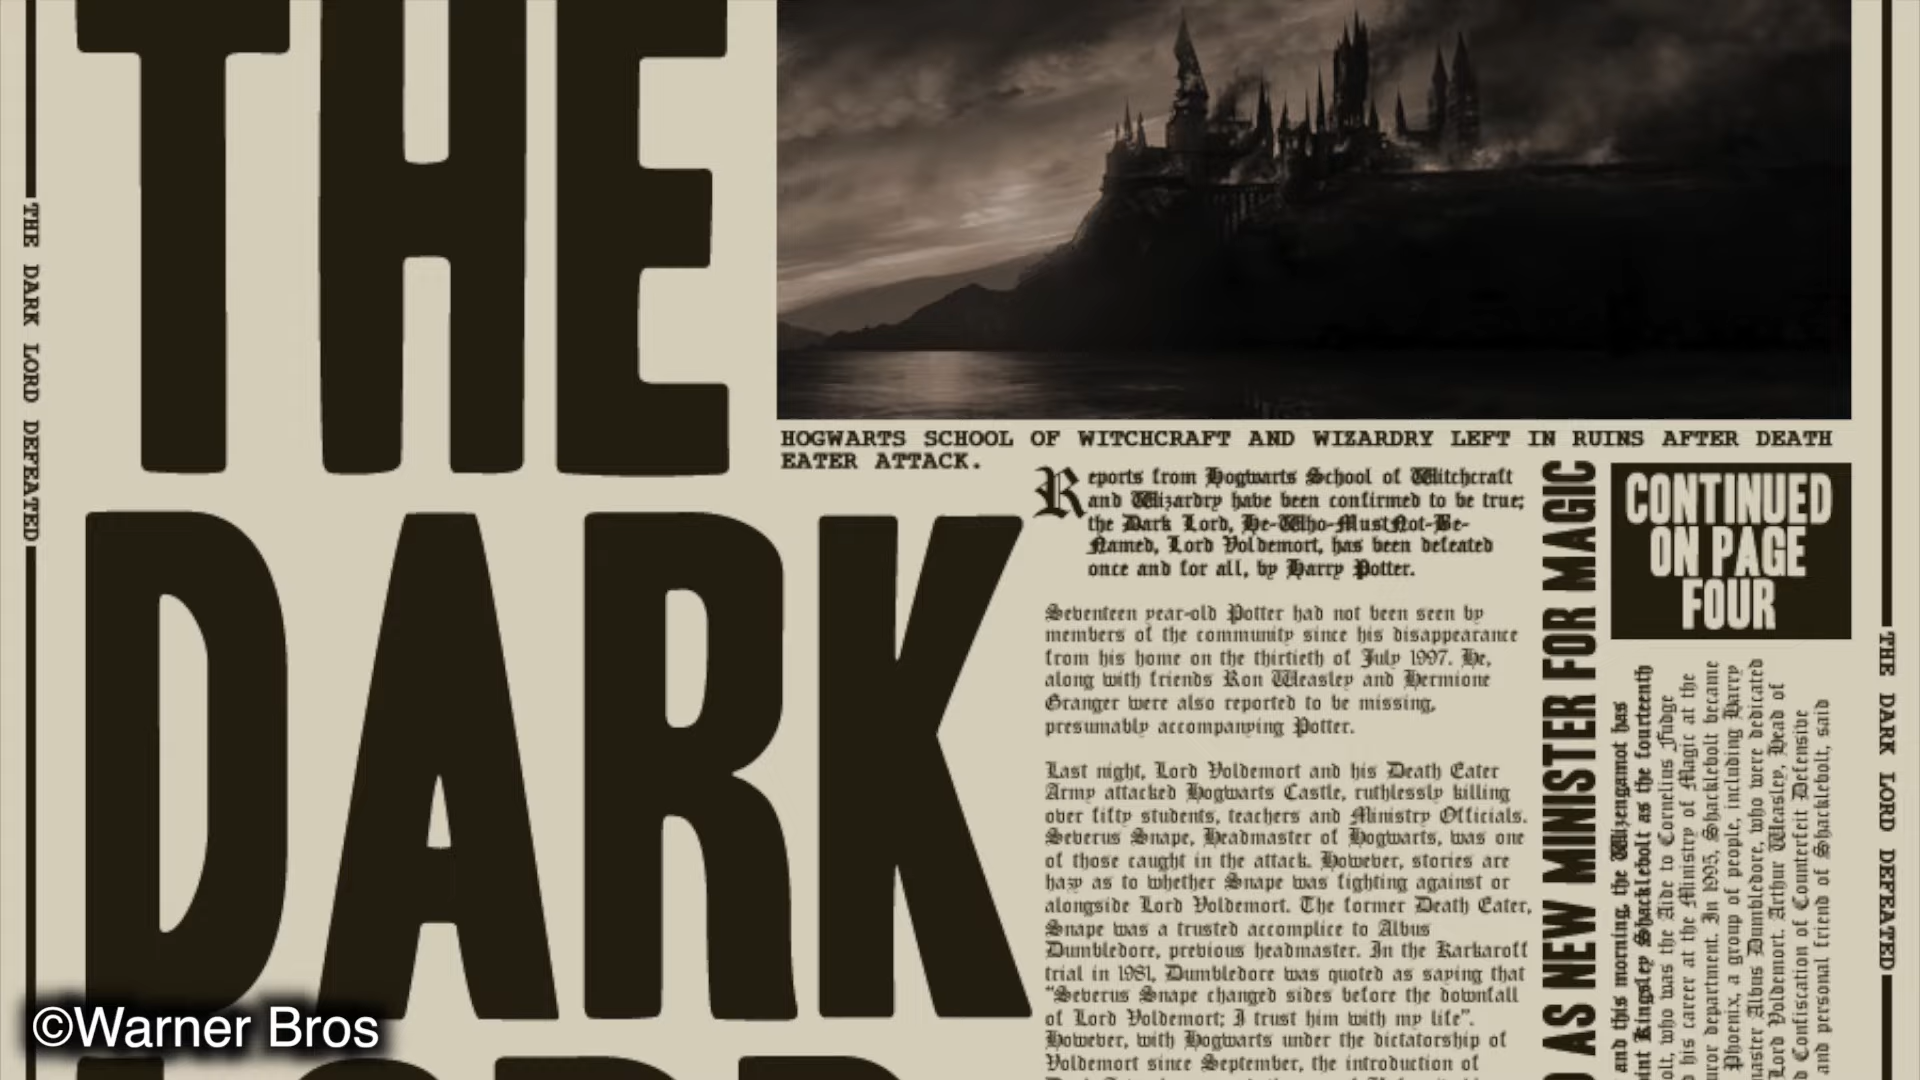 THE
DARK
THE DARK LORD DEFEATED
HOGWARTS SCHOOL OF WITCHCRAFT AND WIZARDRY LEFT IN RUINS AFTER DEATH
EATER ATTACK.
Reports from Hogwarts School of Witchcraft
and Wizardry have been confirmed to be true;
the Dark Lord, He-Who-Must-Not-Be-
Named, Lord Voldemort, has been defeated
once and for all, by Harry Potter.
Seventeen year-old Potter had not been seen by
members of the community since his disappearance
from his home on the thirtieth of July 1997. He,
along with friends Ron Weasley and Hermione
Granger were also reported to be missing,
presumably accompanying Potter.
Last night, Lord Voldemort and his Death Eater
Army attacked Hogwarts Castle, ruthlessly killing
over fifty students, teachers and Ministry Officials.
Severus Snape, Headmaster of Hogwarts, was one
of those caught in the attack. However, stories are
hazy as to whether Snape was fighting against or
alongside Lord Voldemort. The former Death Eater,
Snape was a trusted accomplice to Albus
Dumbledore, previous headmaster. In the Karkaroff
trial in 1981, Dumbledore was quoted as saying that
“Severus Snape changed sides before the downfall
of Lord Voldemort; I trust him with my life”.
However, with Hogwarts under the dictatorship of
Voldemort since September, the introduction of
AS NEW MINISTER FOR MAGIC
CONTINUED
ON PAGE
FOUR
and this morning, the Wizengamot has
Kingsley Shacklebolt as the fourteenth
who was the Aide to Cornelius Fudge
his career at the Ministry of Magic at the
department. In 1995, Shacklebolt became
Phoenix, a group of people, including Harry
Albus Dumbledore, who were dedicated
Lord Voldemort. Arthur Weasley, Head of
Confiscation of Counterfeit Defensive
and personal friend of Shacklebolt, said
THE DARK LORD DEFEATED
©Warner Bros